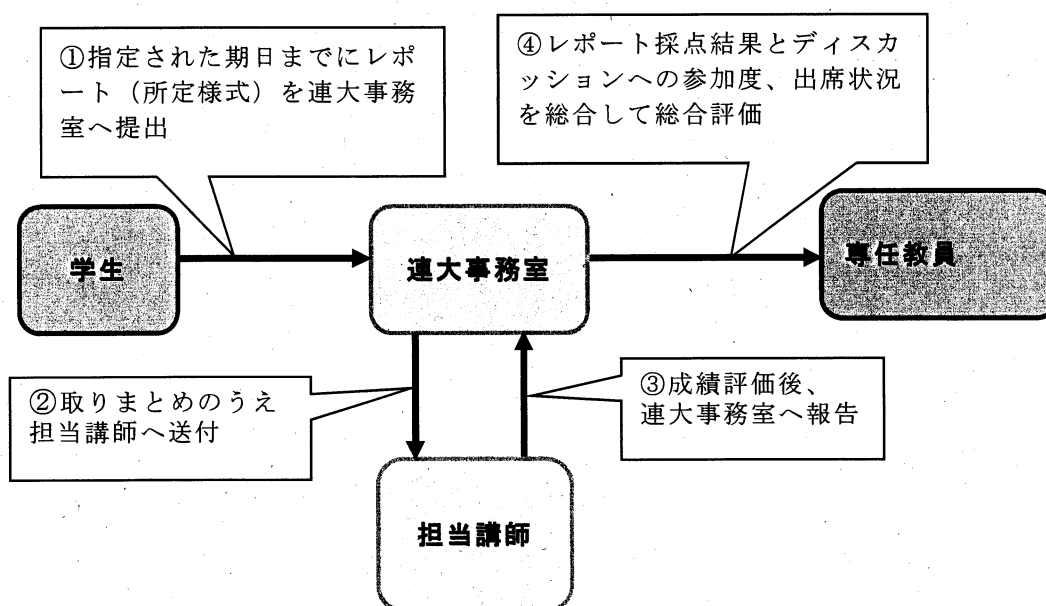 ①指定された期日までにレポ
ート（所定様式）を連大事務
室へ提出
④レポート採点結果とディスカ
ッションへの参加度、出席状況
を総合して総合評価
学生
連大事務室
専任教員
②取りまとめのうえ
担当講師へ送付
③成績評価後、
連大事務室へ報告
担当講師